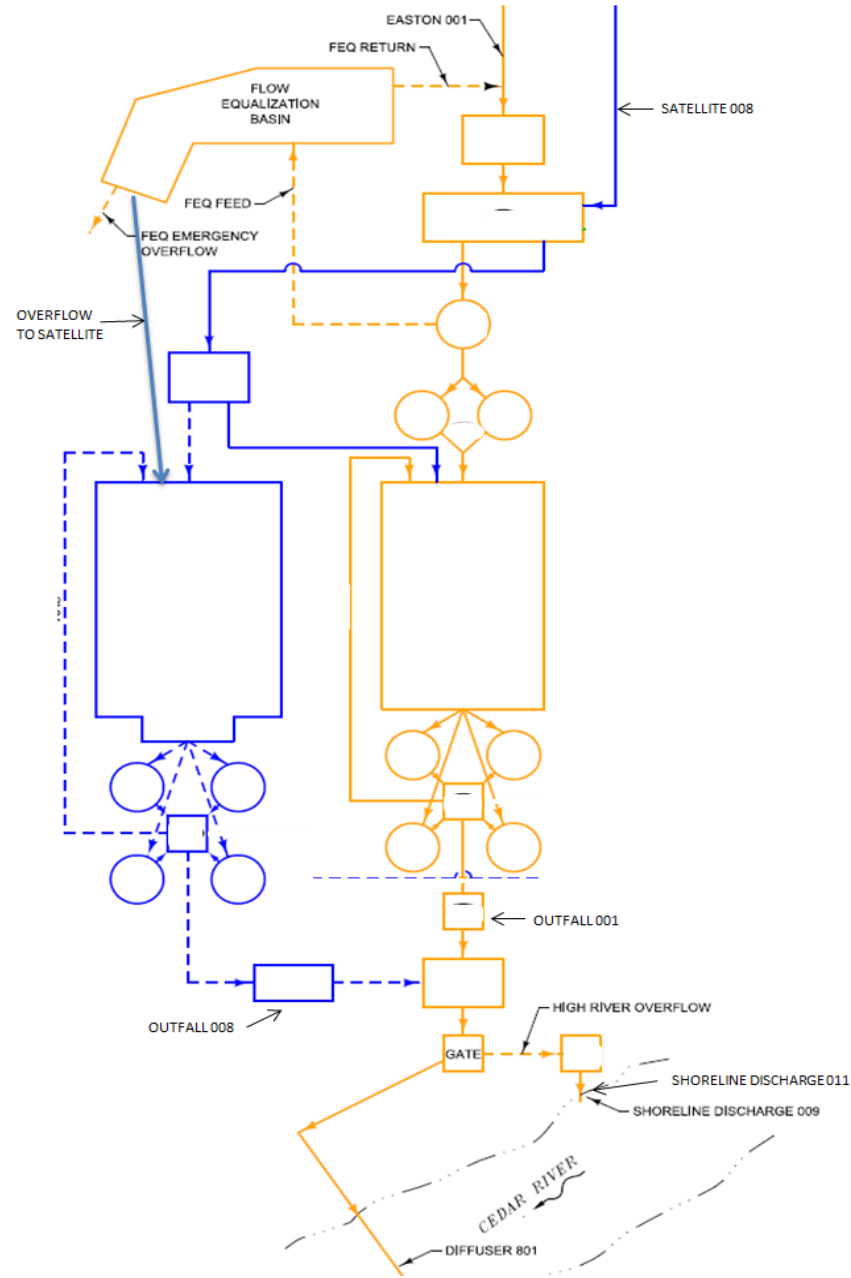 EASTON 001
FEQ RETURN
FLOW
EQUALIZATION
BASIN
SATELLITE 008
FEQ FEED
FEQ EMERGENCY
OVERFLOW
OVERFLOW
TO SATELLITE
OUTFALL 001
HIGH RIVER OVERFLOW
OUTFALL 008
GATE
SHORELINE DISCHARGE 011
SHORELINE DISCHARGE 009
CEDAR RIVER
DIFFUSER 801